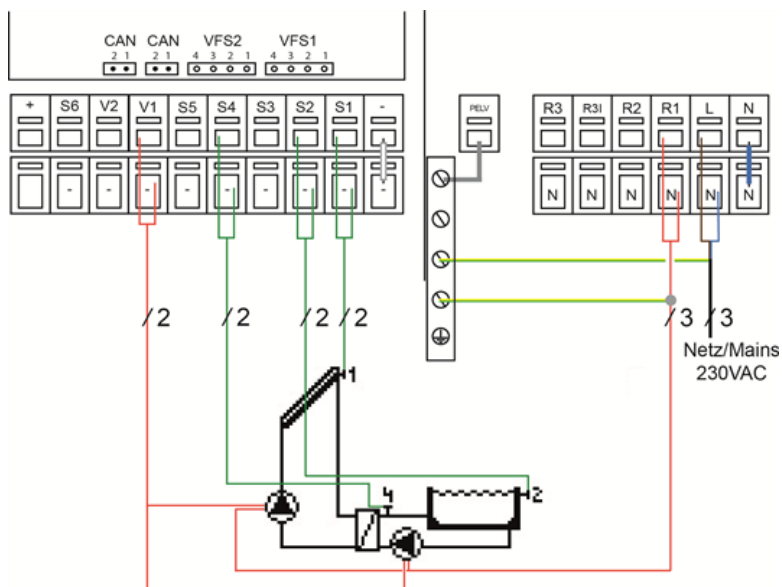 CAN CAN VFS2 VFS1
2 1 2 1 4 3 2 1 4 3 2 1
+ S6 V2 V1 S5 S4 S3 S2 S1 -
- - - - - - - - -
PELV
R3 R3I R2 R1 L N
N N N N N N
/2 /2 /2 /2
/3 /3
Netz/Mains
230VAC
1
4
2